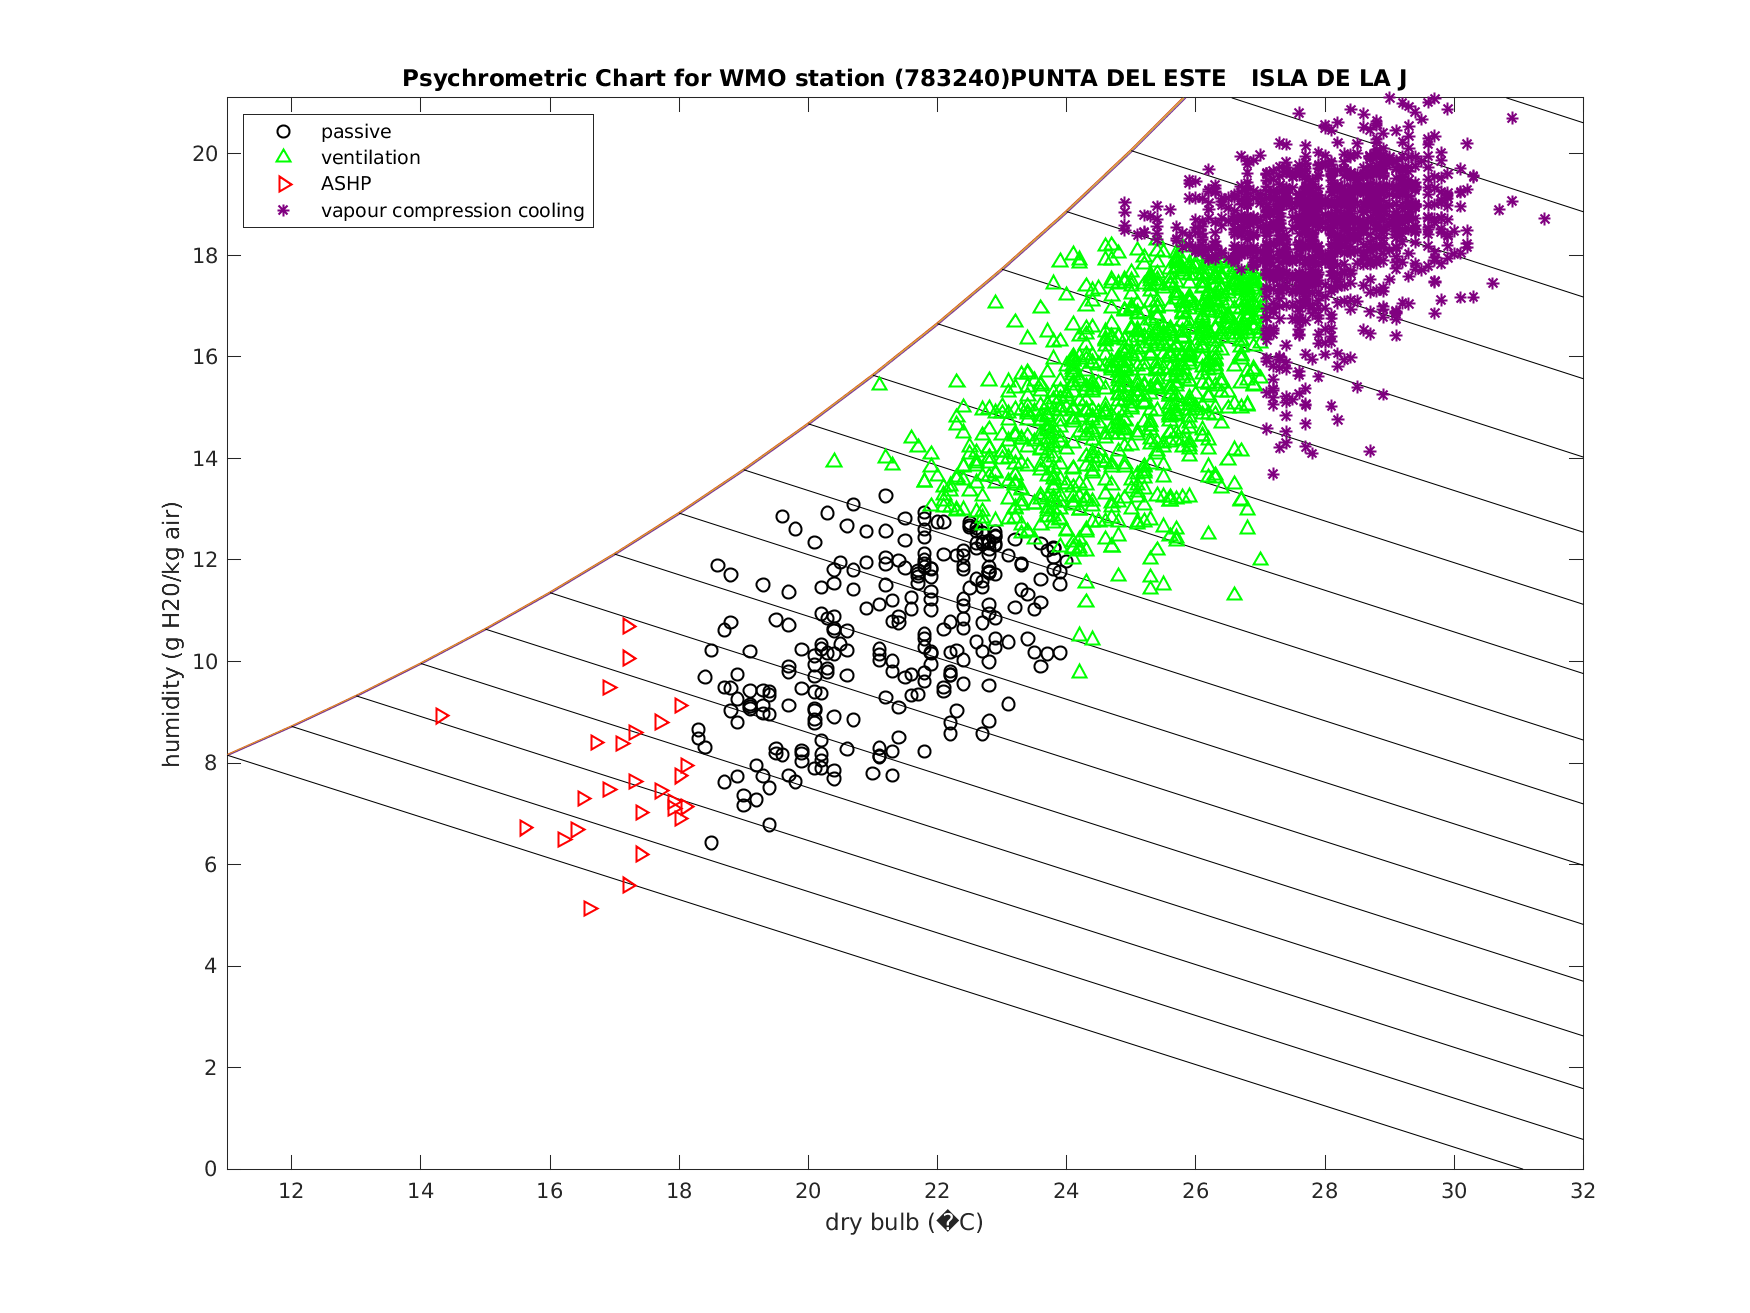 Psychrometric Chart for WMO station (783240)PUNTA DEL ESTE   ISLA DE LA J
passive
ventilation
ASHP
vapour compression cooling
20
18
16
14
12
10
8
6
4
2
0
humidity (g H20/kg air)
12 14 16 18 20 22 24 26 28 30 32
dry bulb (�C)